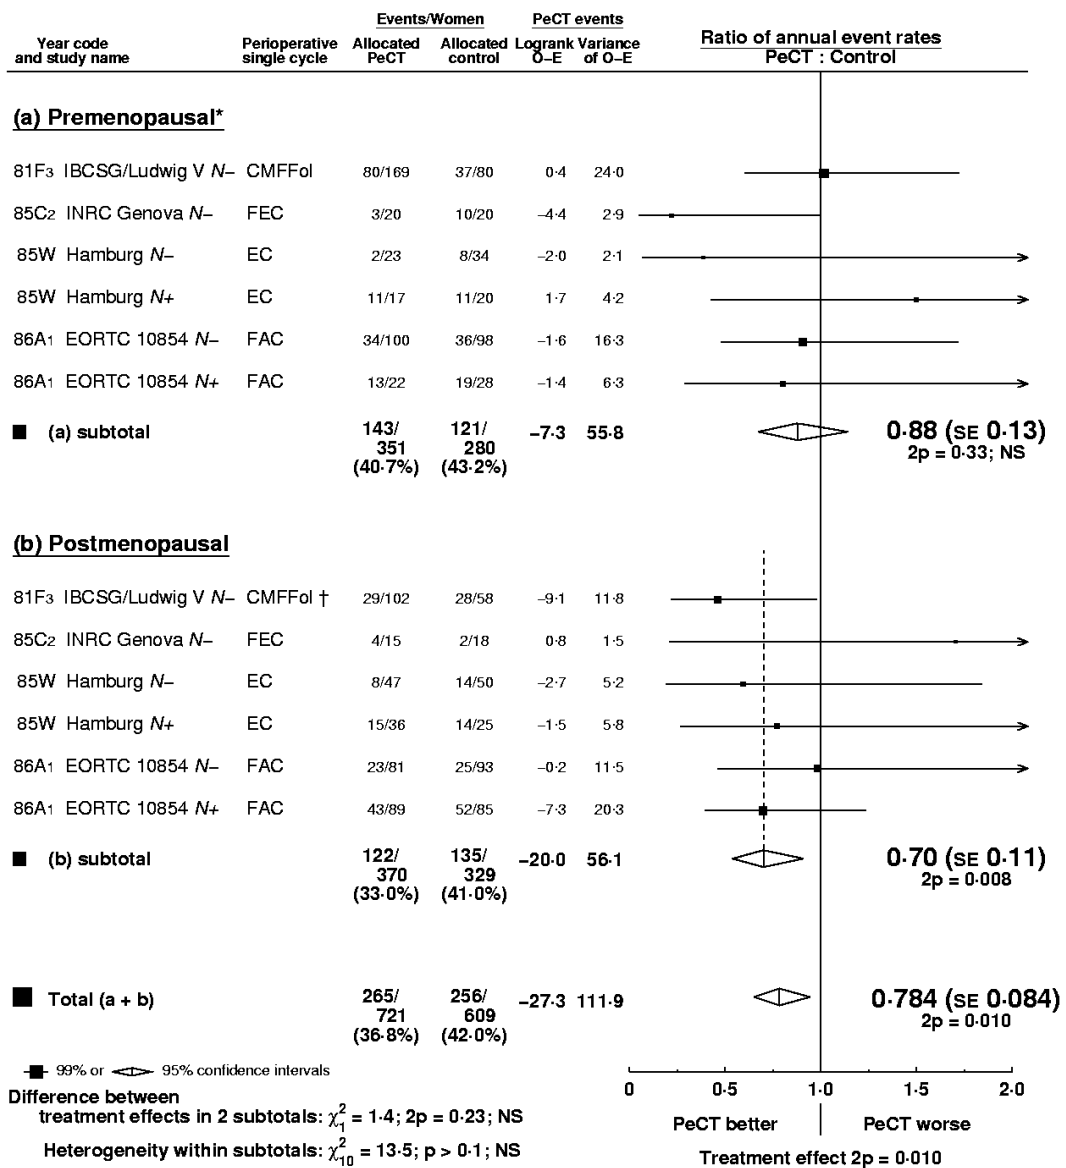 Events/Women PeCT events
Year code Perioperative Allocated Allocated Logrank Variance Ratio of annual event rates
and study name single cycle PeCT control O–E of O–E PeCT : Control
(a) Premenopausal*
81F3 IBCSG/Ludwig V N– CMFFol 80/169 37/80 0·4 24·0
85C2 INRC Genova N– FEC 3/20 10/20 –4·4 2·9
85W Hamburg N– EC 2/23 8/34 –2·0 2·1
85W Hamburg N+ EC 11/17 11/20 1·7 4·2
86A1 EORTC 10854 N– FAC 34/100 36/98 –1·6 16·3
86A1 EORTC 10854 N+ FAC 13/22 19/28 –1·4 6·3
(a) subtotal 143/ 121/ –7·3 55·8 0·88 (SE 0·13)
351 280 2p = 0·33; NS
(40·7%) (43·2%)
(b) Postmenopausal
81F3 IBCSG/Ludwig V N– CMFFol † 29/102 28/58 –9·1 11·8
85C2 INRC Genova N– FEC 4/15 2/18 0·8 1·5
85W Hamburg N– EC 8/47 14/50 –2·7 5·2
85W Hamburg N+ EC 15/36 14/25 –1·5 5·8
86A1 EORTC 10854 N– FAC 23/81 25/93 –0·2 11·5
86A1 EORTC 10854 N+ FAC 43/89 52/85 –7·3 20·3
(b) subtotal 122/ 135/ –20·0 56·1 0·70 (SE 0·11)
370 329 2p = 0·008
(33·0%) (41·0%)
Total (a + b) 265/ 256/ –27·3 111·9 0·784 (SE 0·084)
721 609 2p = 0·010
(36·8%) (42·0%)
99% or 95% confidence intervals
0 0·5 1·0 1·5 2·0
Difference between
treatment effects in 2 subtotals: χ²₁ = 1·4; 2p = 0·23; NS
PeCT better PeCT worse
Heterogeneity within subtotals: χ²₁₀ = 13·5; p > 0·1; NS
Treatment effect 2p = 0·010